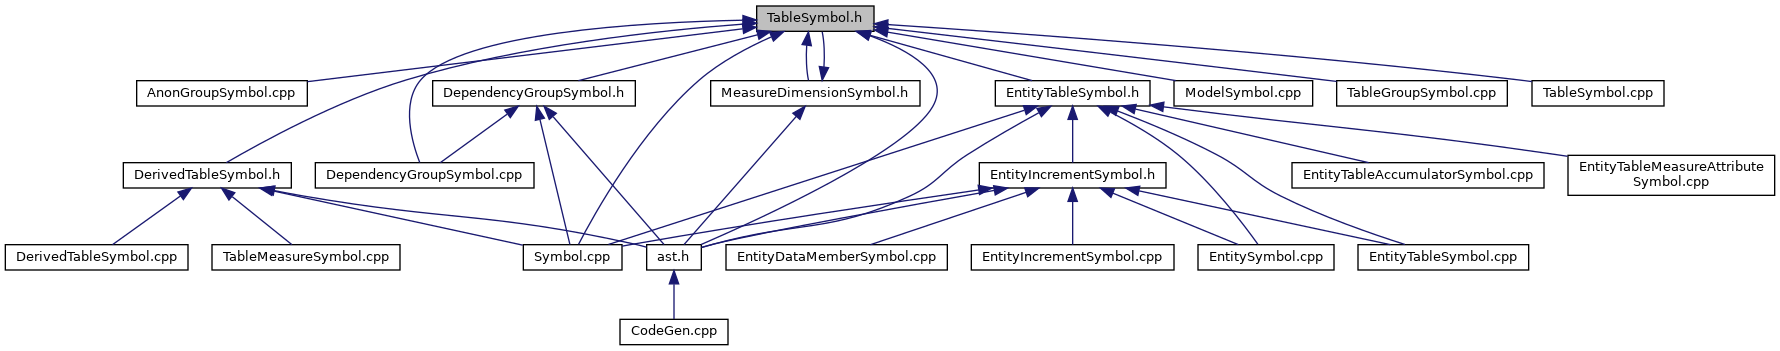 TableSymbol.h
AnonGroupSymbol.cpp
DependencyGroupSymbol.h
MeasureDimensionSymbol.h
EntityTableSymbol.h
ModelSymbol.cpp
TableGroupSymbol.cpp
TableSymbol.cpp
DerivedTableSymbol.h
DependencyGroupSymbol.cpp
EntityIncrementSymbol.h
EntityTableAccumulatorSymbol.cpp
EntityTableMeasureAttribute
Symbol.cpp
DerivedTableSymbol.cpp
TableMeasureSymbol.cpp
Symbol.cpp
ast.h
EntityDataMemberSymbol.cpp
EntityIncrementSymbol.cpp
EntitySymbol.cpp
EntityTableSymbol.cpp
CodeGen.cpp